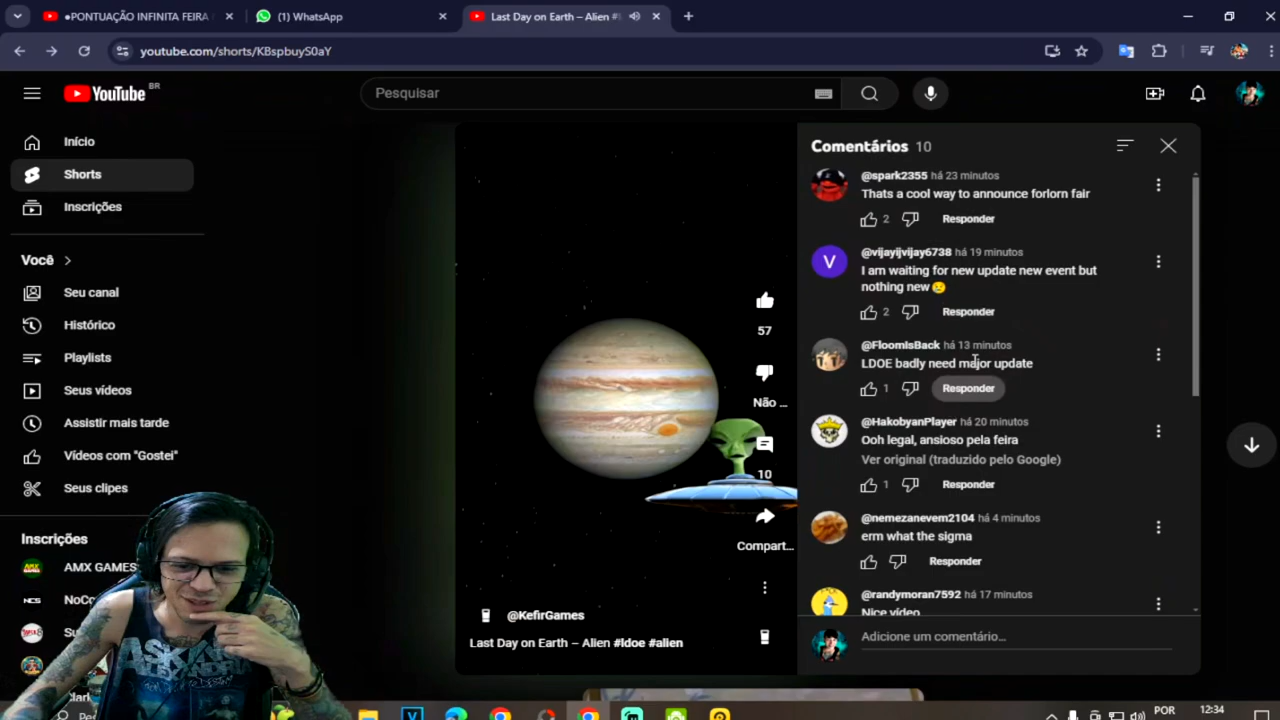 ●PONTUAÇÃO INFINITA FEIRA
(1) WhatsApp
Last Day on Earth – Alien #
youtube.com/shorts/KBspbuyS0aY
YouTube BR
Pesquisar
Início
Shorts
Inscrições
Você
Seu canal
Histórico
Playlists
Seus vídeos
Assistir mais tarde
Vídeos com "Gostei"
Seus clipes
Inscrições
AMX GAMES
NoCo
57
Não ...
10
Compart...
@KefirGames
Last Day on Earth – Alien #ldoe #alien
Comentários 10
@spark2355 há 23 minutos
Thats a cool way to announce forlorn fair
2 Responder
@vijayijvijay6738 há 19 minutos
I am waiting for new update new event but
nothing new 😢
2 Responder
@FloomIsBack há 13 minutos
LDOE badly need major update
1 Responder
@HakobyanPlayer há 20 minutos
Ooh legal, ansioso pela feira
Ver original (traduzido pelo Google)
1 Responder
@nemezanevem2104 há 4 minutos
erm what the sigma
Responder
@randymoran7592 há 17 minutos
Nice vídeo
Adicione um comentário...
POR
12:34